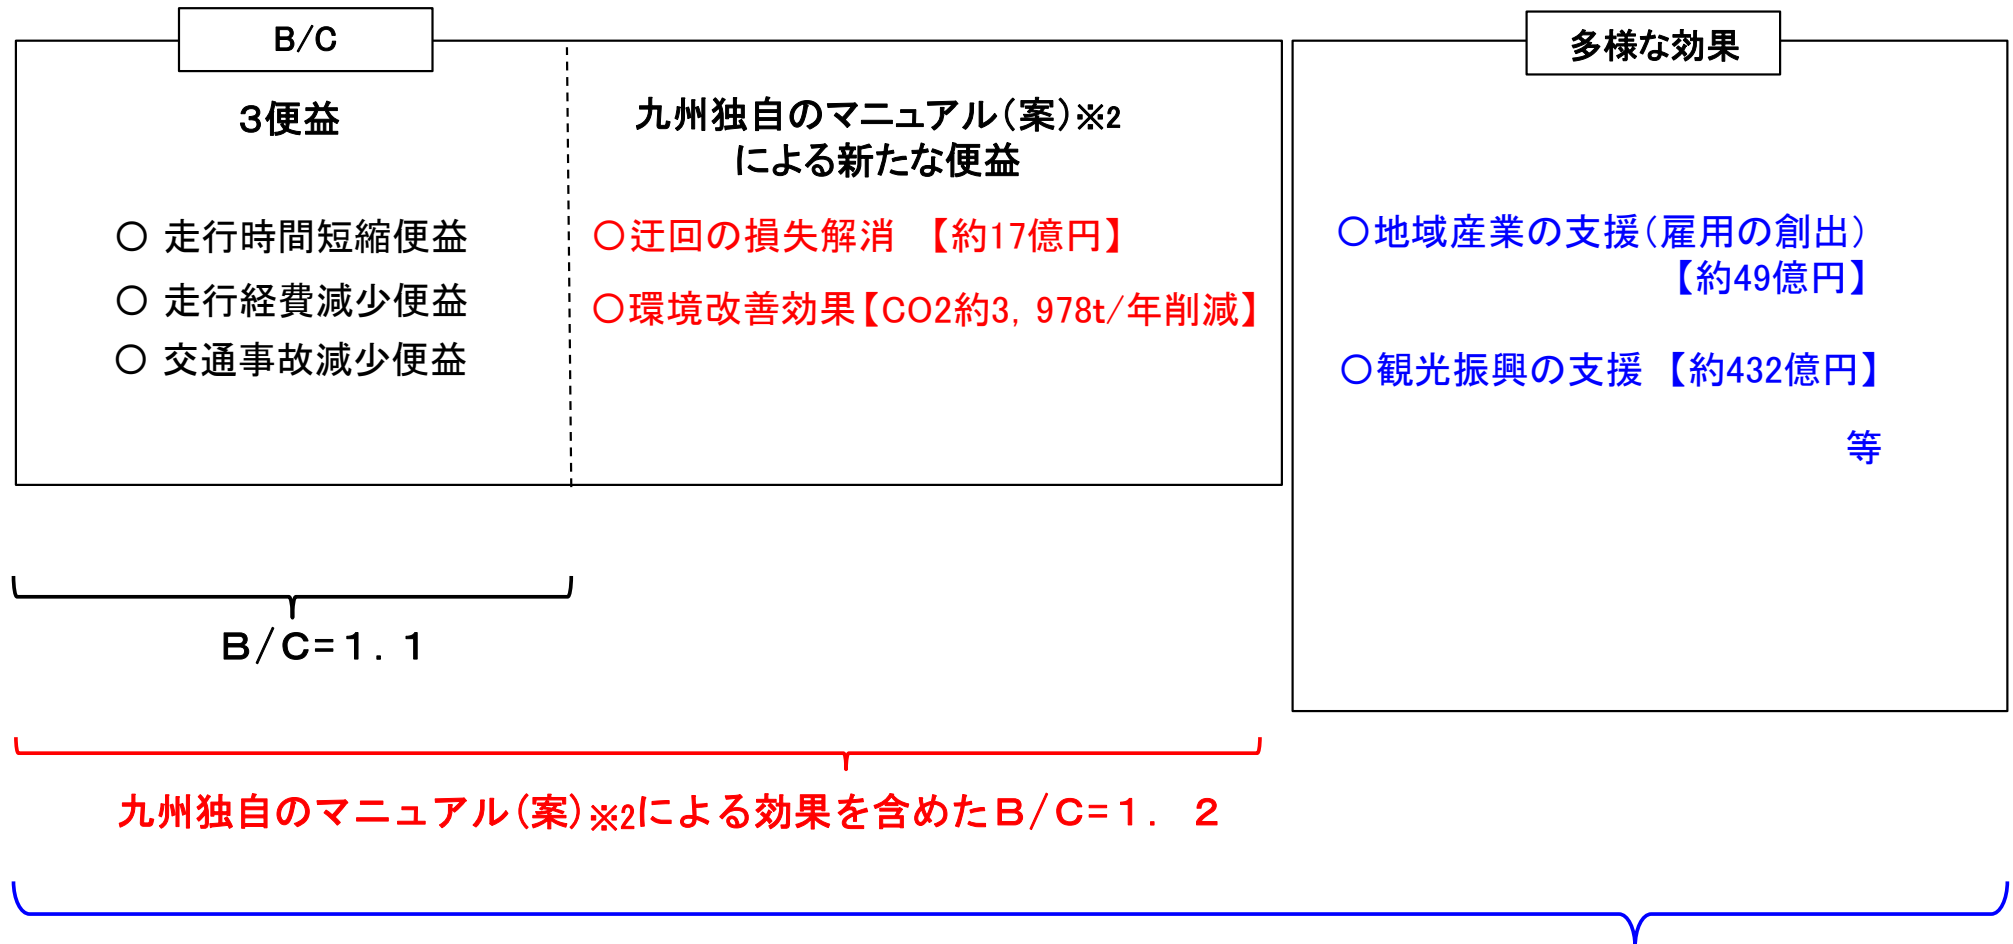 B/C
3便益
○ 走行時間短縮便益
○ 走行経費減少便益
○ 交通事故減少便益
九州独自のマニュアル(案)※2
による新たな便益
○迂回の損失解消 【約17億円】
○環境改善効果【CO2約3，978t/年削減】
多様な効果
○地域産業の支援(雇用の創出)
【約49億円】
○観光振興の支援 【約432億円】
等
B/C=1．1
九州独自のマニュアル(案)※2による効果を含めたB/C=1． 2